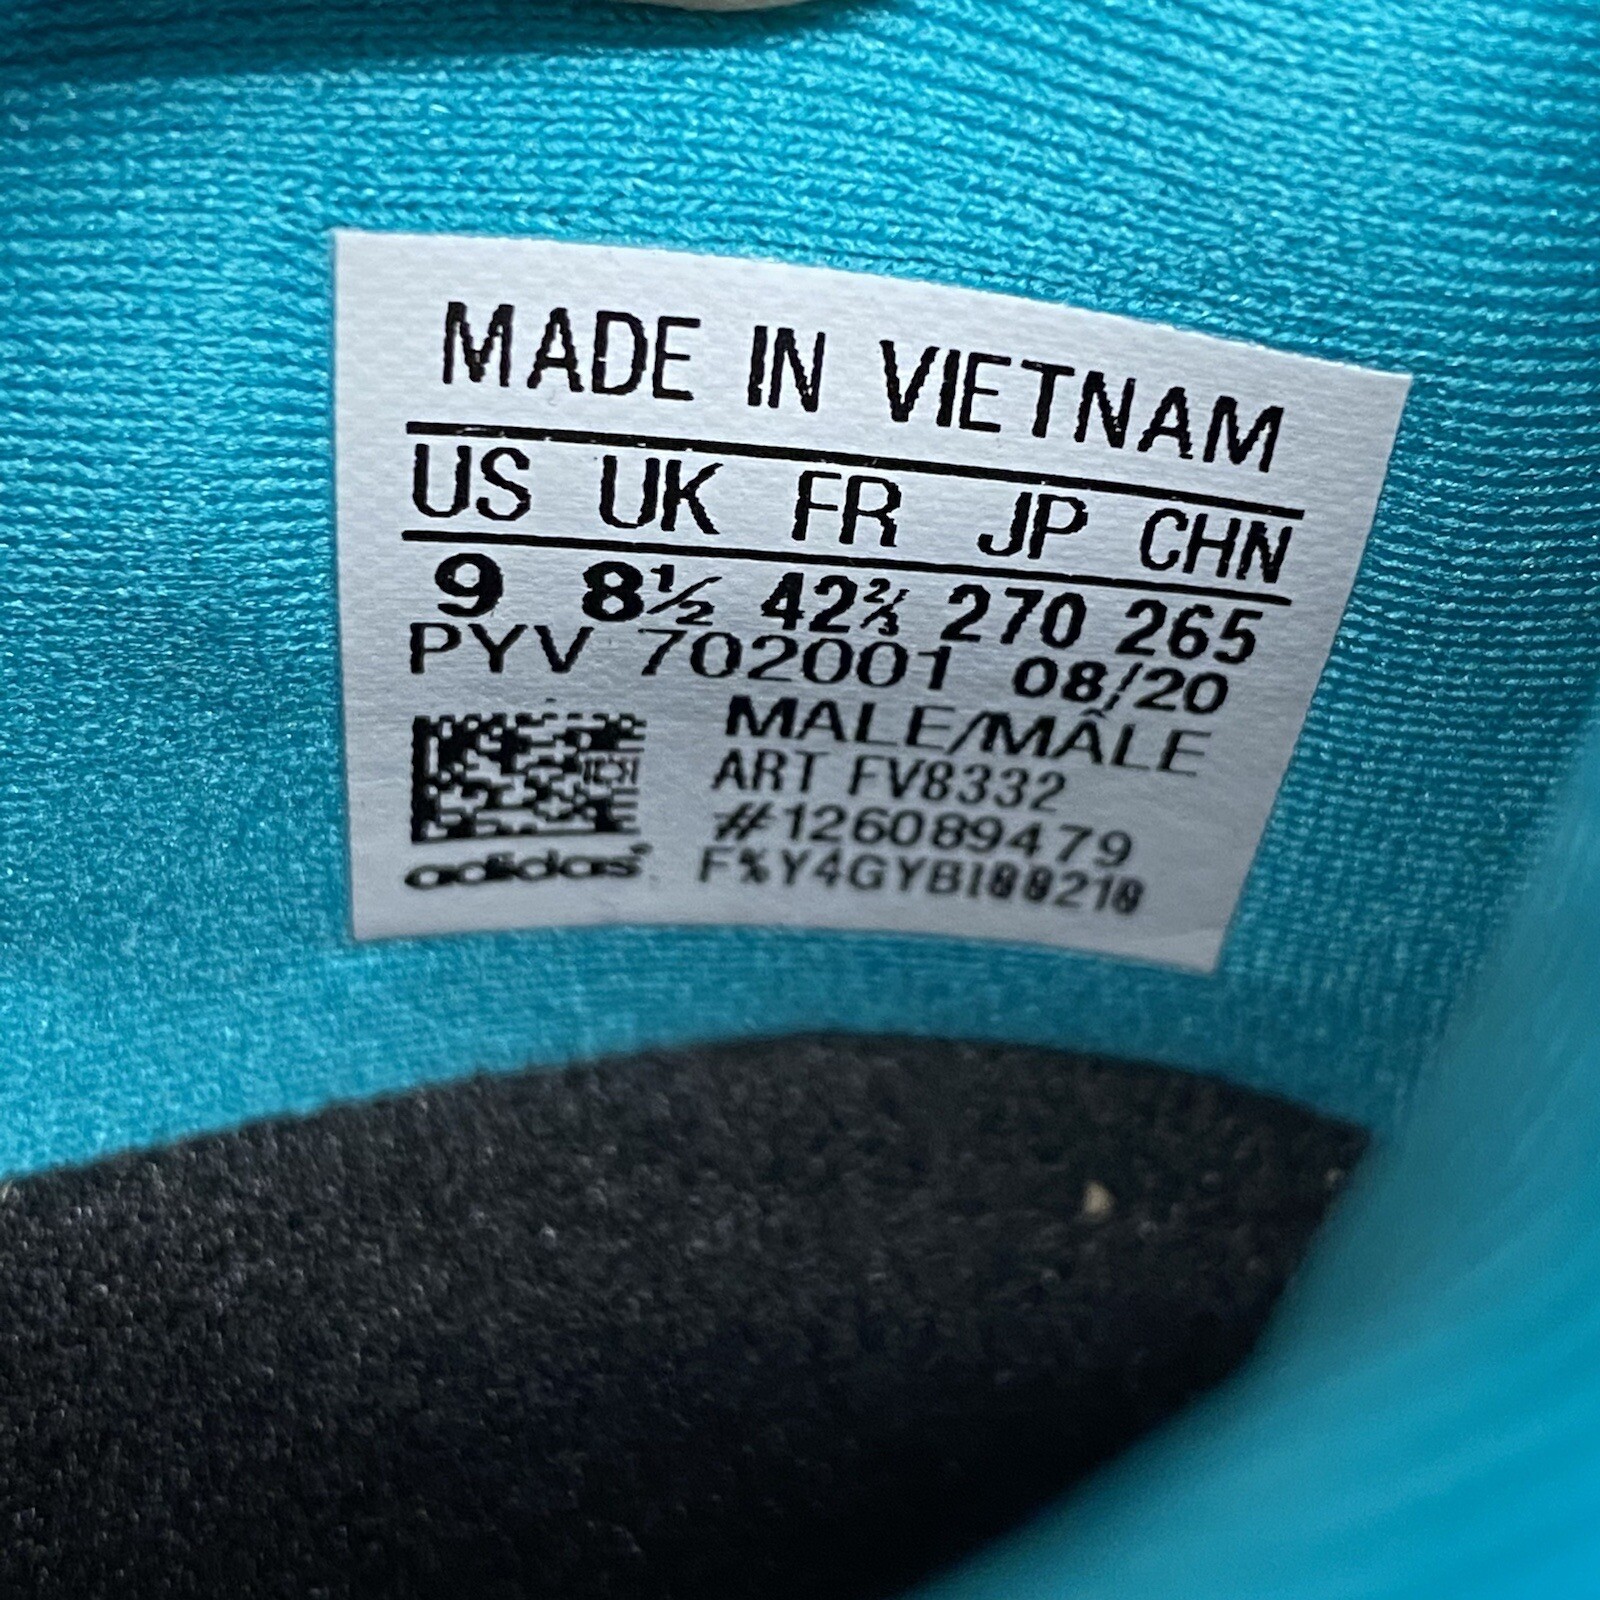 MADE IN VIETNAM
US UK FR JP CHN
9 8½ 42⅔ 270 265
PYV 702001 08/20
MALE/MÂLE
ART FV8332
#126089479
F%Y4GYBI00210
adidas